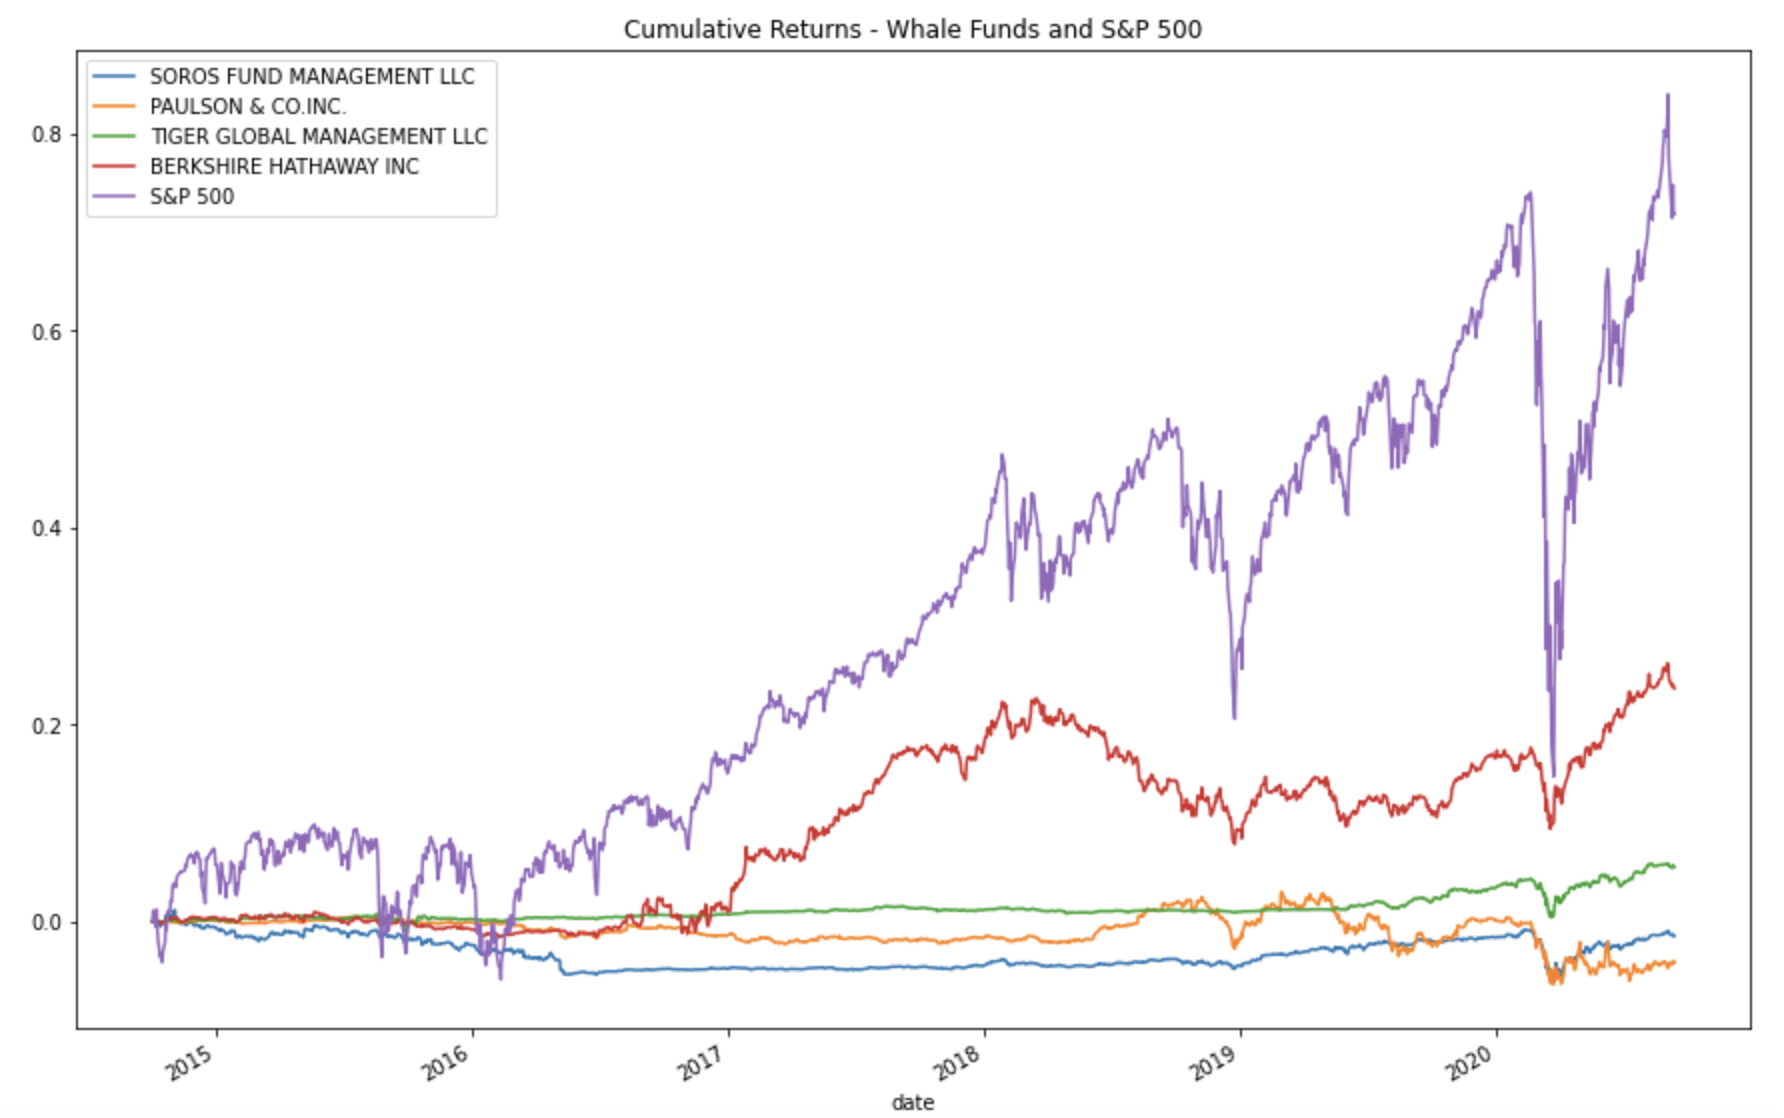 Cumulative Returns - Whale Funds and S&P 500
SOROS FUND MANAGEMENT LLC
PAULSON & CO.INC.
TIGER GLOBAL MANAGEMENT LLC
BERKSHIRE HATHAWAY INC
S&P 500
0.8
0.6
0.4
0.2
0.0
2015 2016 2017 2018 2019 2020
date